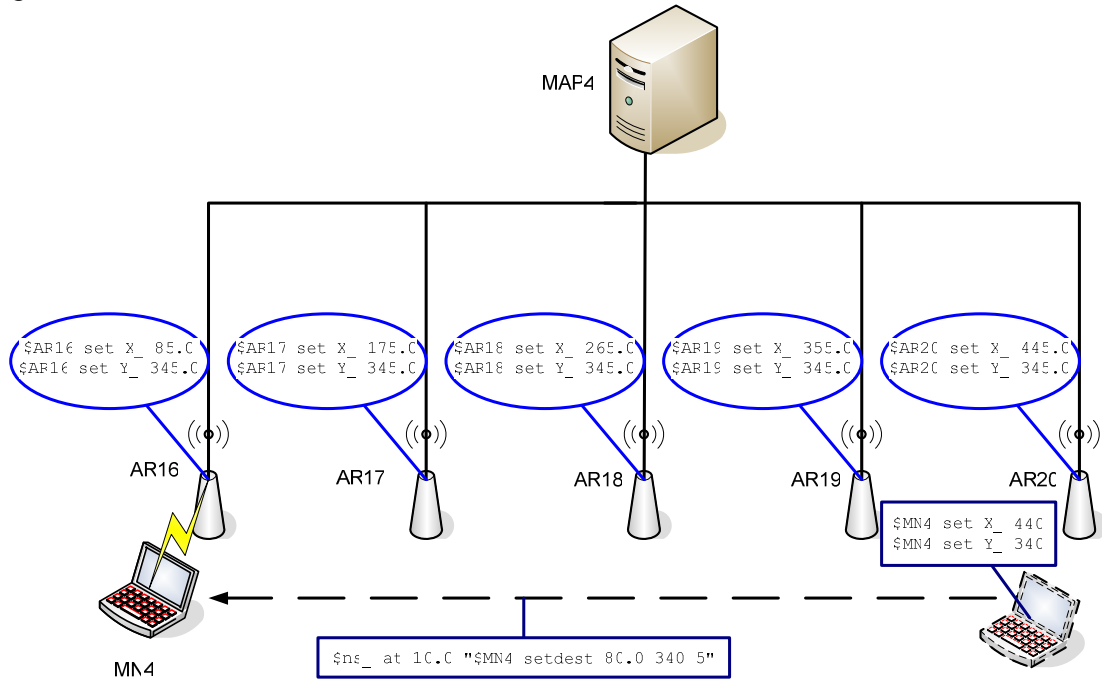 MAP4
$AR16 set X_ 85.0
$AR16 set Y_ 345.0
$AR17 set X_ 175.0
$AR17 set Y_ 345.0
$AR18 set X_ 265.0
$AR18 set Y_ 345.0
$AR19 set X_ 355.0
$AR19 set Y_ 345.0
$AR20 set X_ 445.0
$AR20 set Y_ 345.0
AR16
AR17
AR18
AR19
AR20
$MN4 set X_ 440
$MN4 set Y_ 340
$ns_ at 10.0 "$MN4 setdest 80.0 340 5"
MN4